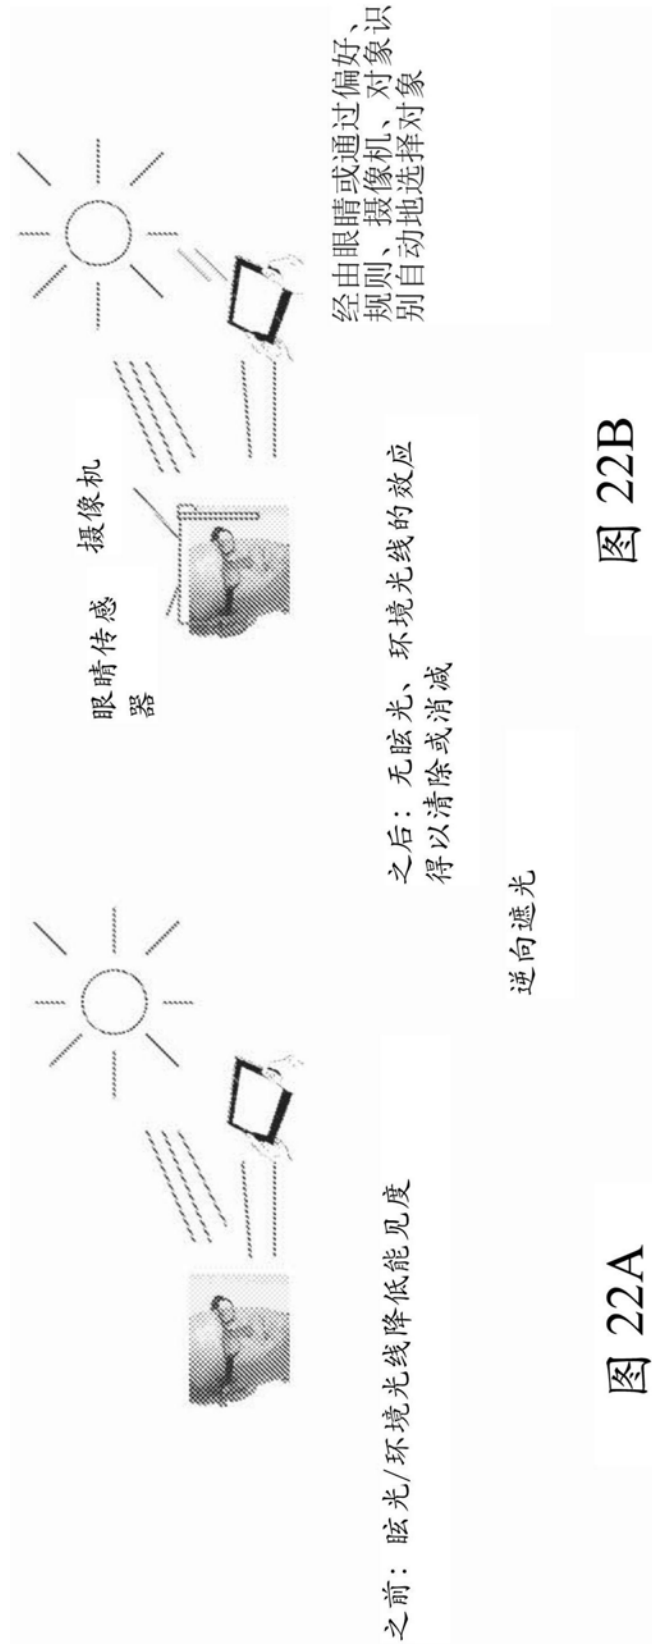 之前：眩光/环境光线降低能见度
图 22A
逆向遮光
眼睛传感
器
摄像机
之后：无眩光、环境光线的效应
得以清除或消减
经由眼睛或通过偏好、
规则、摄像机、对象识
别自动地选择对象
图 22B